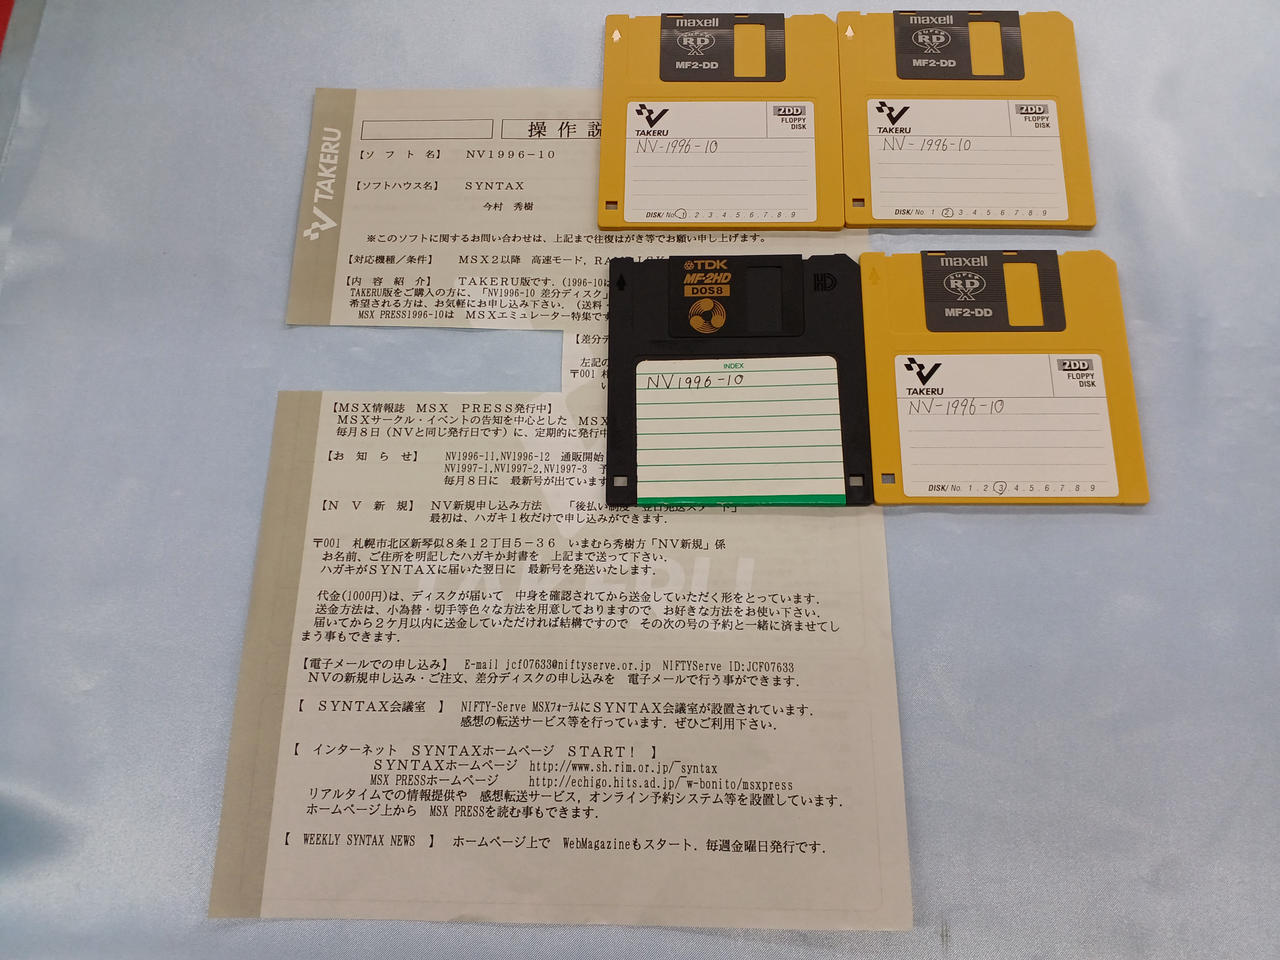 TAKERU
操 作 説
【ソ フ ト 名】 NV1996-10
【ソフトハウス名】 SYNTAX
今村 秀樹
※このソフトに関するお問い合わせは、上記まで往復はがき等でお願い申し上げます。
【対応機種/条件】 MSX2以降 高速モード, RAM DISK
【内 容 紹 介】 TAKERU版です. (1996-10は
TAKERU版をご購入の方に、「NV1996-10 差分ディスク」
希望される方は、お気軽にお申し込み下さい. (送料
MSX PRESS1996-10は MSXエミュレーター特集です
【差分デ
左記の
〒001 札
い
【MSX情報誌 MSX PRESS発行中】
MSXサークル・イベントの告知を中心とした MSX
毎月8日(NVと同じ発行日です)に、定期的に発行中
【お 知 ら せ】 NV1996-11,NV1996-12 通販開始
NV1997-1,NV1997-2,NV1997-3 予
毎月8日に 最新号が出ています
【N V 新 規】 NV新規申し込み方法 「後払い制度・翌日発送スタート」
最初は、ハガキ1枚だけで申し込みができます.
〒001 札幌市北区新琴似8条12丁目5-36 いまむら秀樹方「NV新規」係
お名前、ご住所を明記したハガキか封書を 上記まで送って下さい.
ハガキがSYNTAXに届いた翌日に 最新号を発送いたします.
代金(1000円)は、ディスクが届いて 中身を確認されてから送金していただく形をとっています.
送金方法は、小為替・切手等色々な方法を用意しておりますので お好きな方法をお使い下さい.
届いてから2ケ月以内に送金していただければ結構ですので その次の号の予約と一緒に済ませてし
まう事もできます.
【電子メールでの申し込み】 E-mail jcf07633@niftyserve.or.jp NIFTYServe ID:JCF07633
NVの新規申し込み・ご注文、差分ディスクの申し込みを 電子メールで行う事ができます.
【 SYNTAX会議室 】 NIFTY-Serve MSXフォーラムにSYNTAX会議室が設置されています.
感想の転送サービス等を行っています. ぜひご利用下さい.
【 インターネット SYNTAXホームページ START! 】
SYNTAXホームページ http://www.sh.rim.or.jp/~syntax
MSX PRESSホームページ http://echigo.hits.ad.jp/~w-bonito/msxpress
リアルタイムでの情報提供や 感想転送サービス, オンライン予約システム等を設置しています.
ホームページ上から MSX PRESSを読む事もできます.
【 WEEKLY SYNTAX NEWS 】 ホームページ上で WebMagazineもスタート. 毎週金曜日発行です.
TAKERU
maxell
SUPER RD X
MF2-DD
TAKERU
2DD
FLOPPY
DISK
NV-1996-10
DISK/No. 1 . 2 . 3 . 4 . 5 . 6 . 7 . 8 . 9
maxell
SUPER RD X
MF2-DD
TAKERU
2DD
FLOPPY
DISK
NV-1996-10
DISK/No. 1 2 . 3 . 4 . 5 . 6 . 7 . 8 . 9
TDK
MF-2HD
DOS8
HD
INDEX
NV1996-10
maxell
SUPER RD X
MF2-DD
TAKERU
2DD
FLOPPY
DISK
NV-1996-10
DISK/No. 1 . 2 . 3 . 4 . 5 . 6 . 7 . 8 . 9